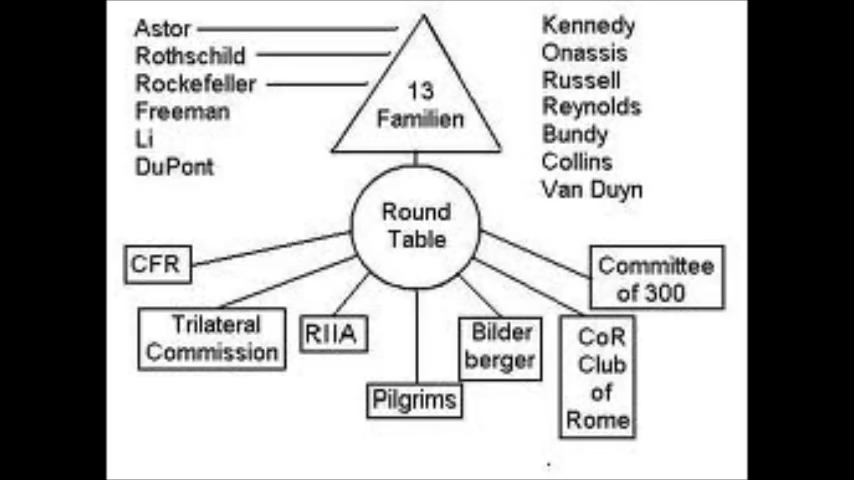 Astor
Rothschild
Rockefeller
Freeman
Li
DuPont
13
Familien
Kennedy
Onassis
Russell
Reynolds
Bundy
Collins
Van Duyn
Round
Table
CFR
Trilateral
Commission
RIIA
Pilgrims
Bilder
berger
CoR
Club
of
Rome
Committee
of 300